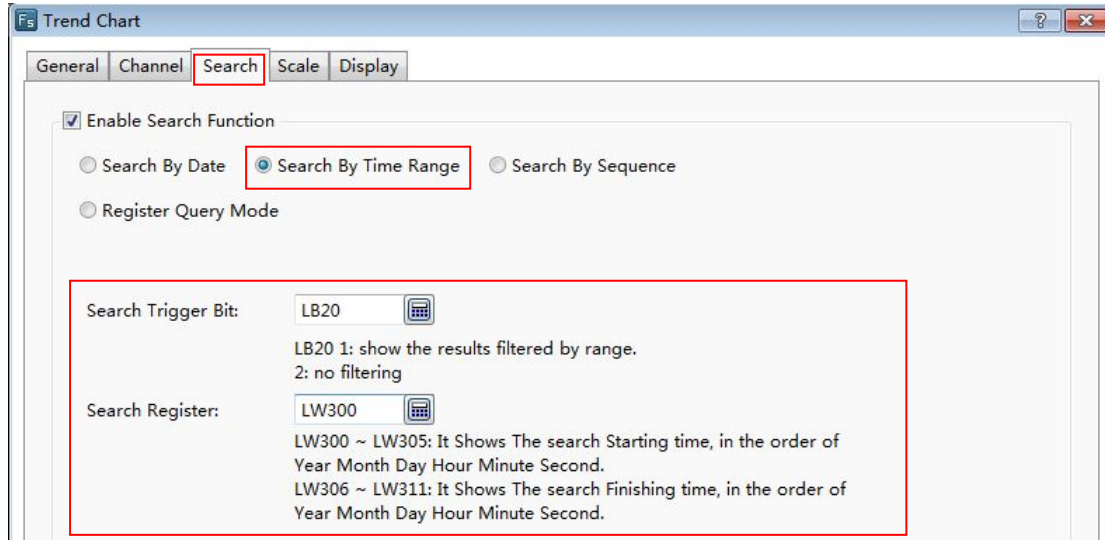 Fs Trend Chart
General Channel Search Scale Display
Enable Search Function
Search By Date Search By Time Range Search By Sequence
Register Query Mode
Search Trigger Bit: LB20
LB20 1: show the results filtered by range.
2: no filtering
Search Register: LW300
LW300 ~ LW305: It Shows The search Starting time, in the order of
Year Month Day Hour Minute Second.
LW306 ~ LW311: It Shows The search Finishing time, in the order of
Year Month Day Hour Minute Second.